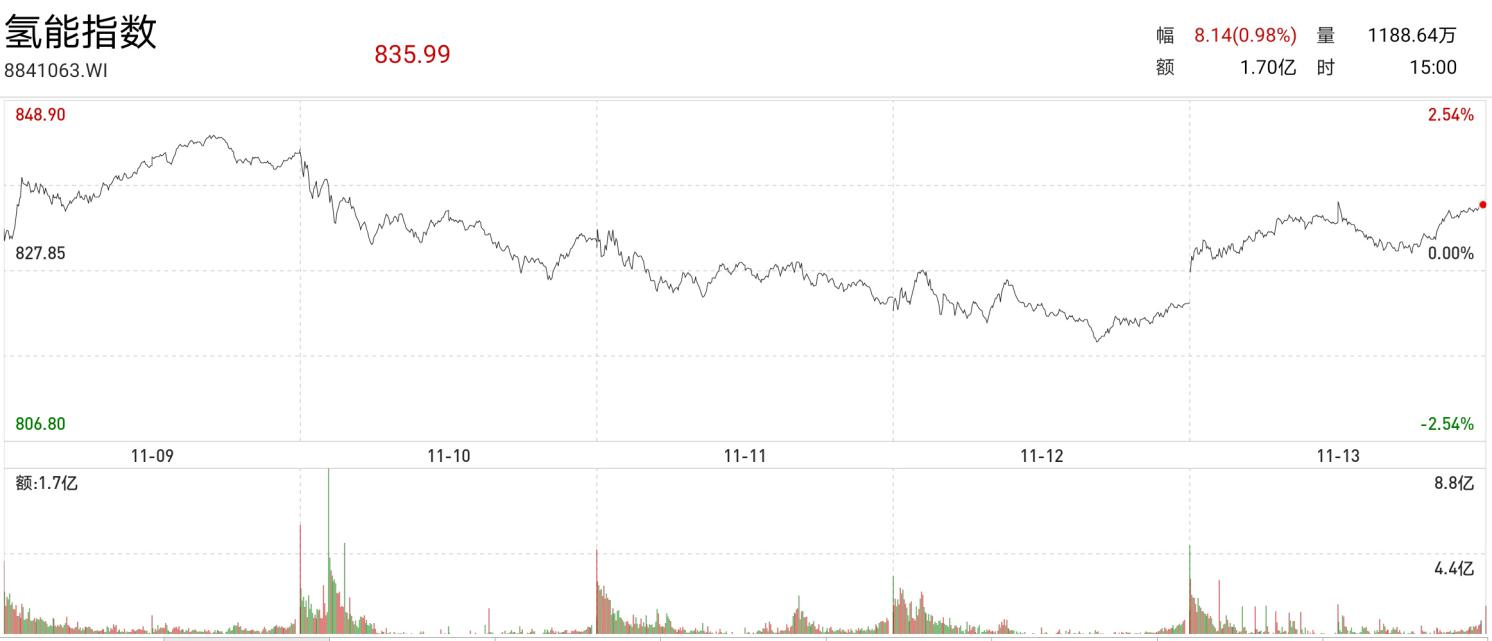 氢能指数
8841063.WI
835.99
幅 8.14(0.98%) 量 1188.64万
额 1.70亿 时 15:00
848.90 2.54%
827.85 0.00%
806.80 -2.54%
11-09 11-10 11-11 11-12 11-13
额:1.7亿 8.8亿
4.4亿